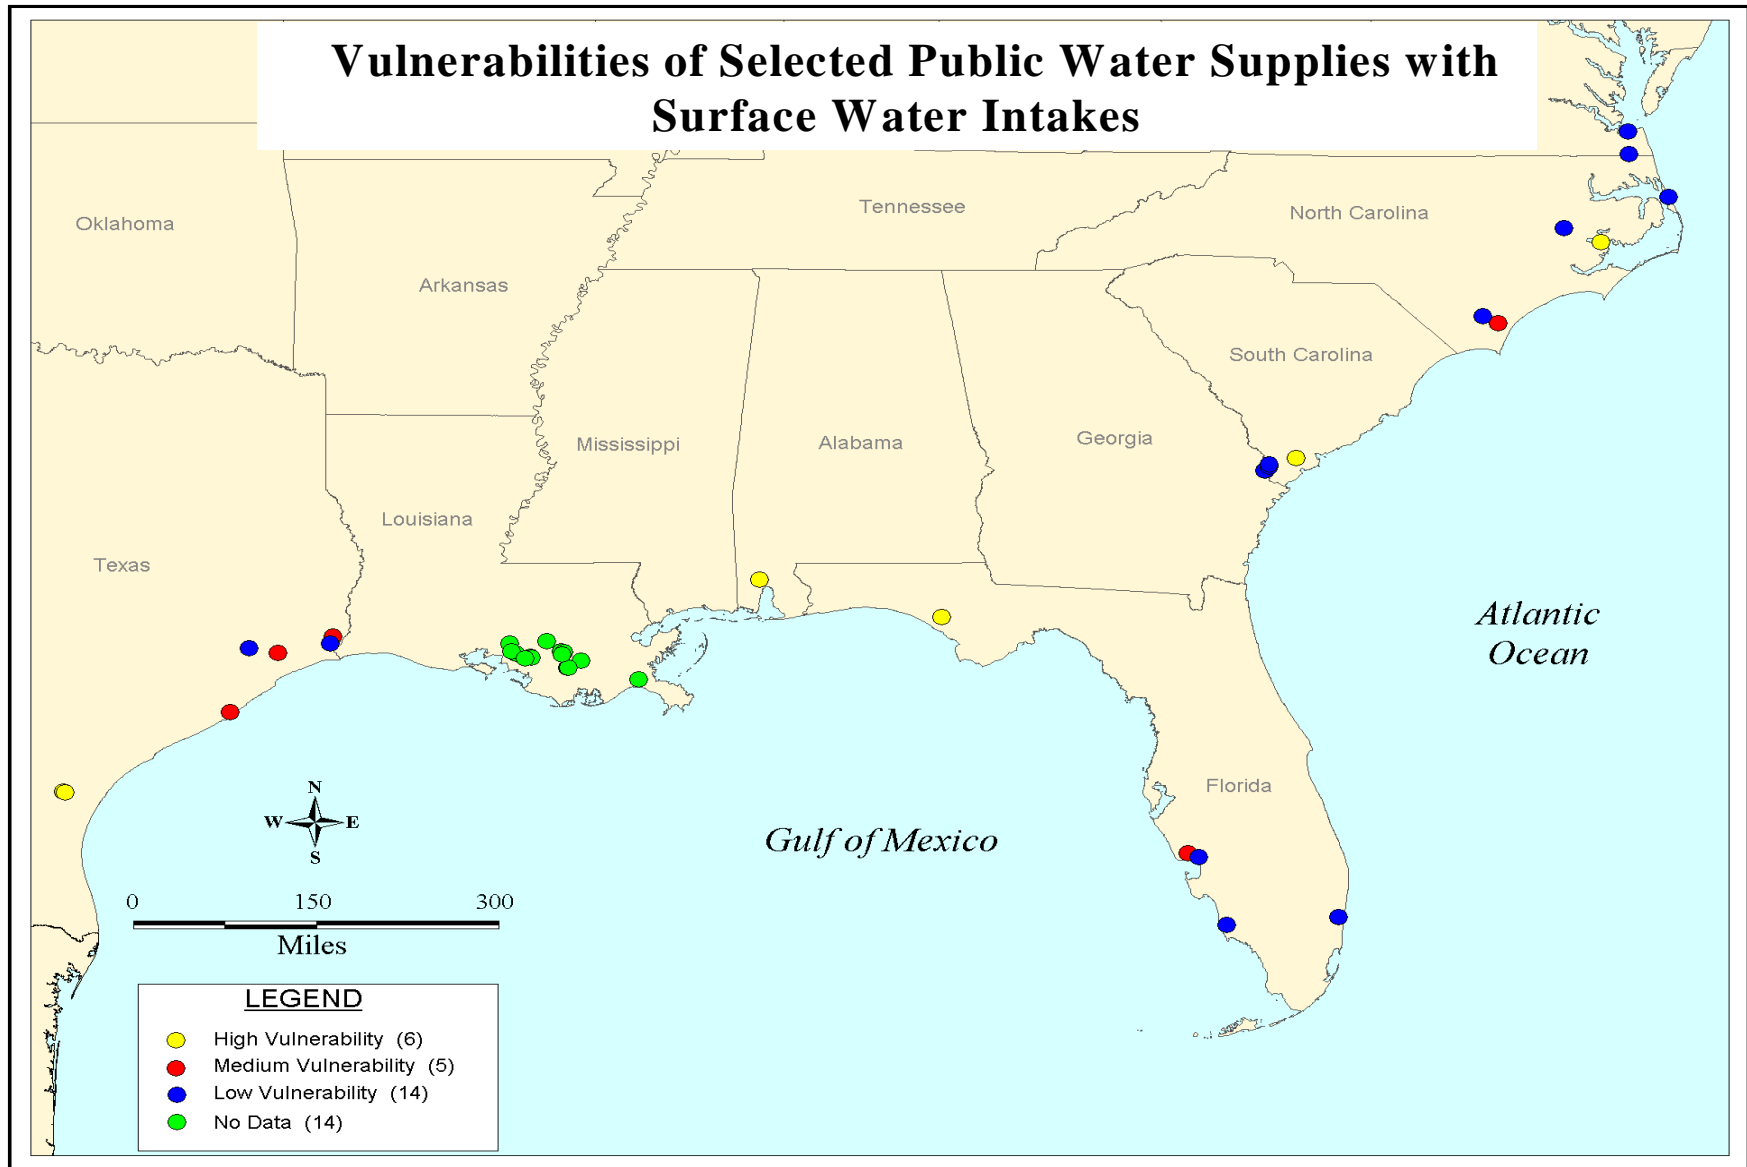 Vulnerabilities of Selected Public Water Supplies with
Surface Water Intakes
Oklahoma
Tennessee
North Carolina
Arkansas
South Carolina
Mississippi
Alabama
Georgia
Louisiana
Texas
Atlantic
Ocean
Florida
N
W E
S
Gulf of Mexico
0 150 300
Miles
LEGEND
High Vulnerability (6)
Medium Vulnerability (5)
Low Vulnerability (14)
No Data (14)